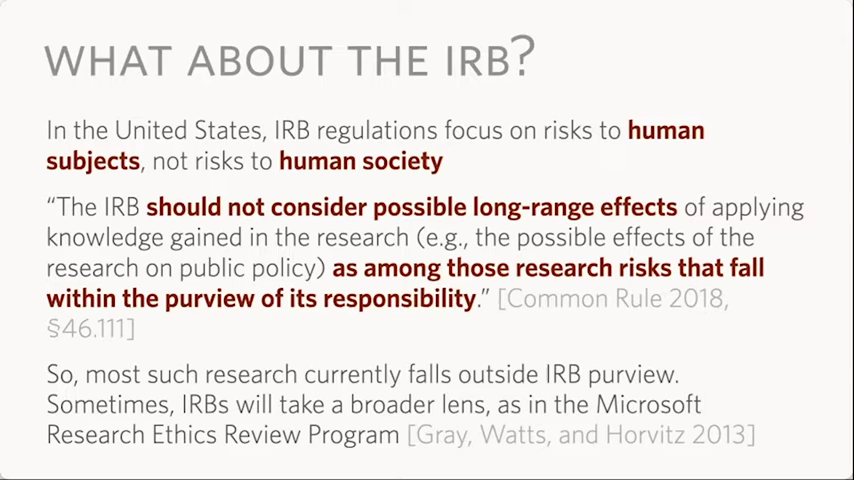 WHAT ABOUT THE IRB?
In the United States, IRB regulations focus on risks to human
subjects, not risks to human society
“The IRB should not consider possible long-range effects of applying
knowledge gained in the research (e.g., the possible effects of the
research on public policy) as among those research risks that fall
within the purview of its responsibility.” [Common Rule 2018,
§46.111]
So, most such research currently falls outside IRB purview.
Sometimes, IRBs will take a broader lens, as in the Microsoft
Research Ethics Review Program [Gray, Watts, and Horvitz 2013]